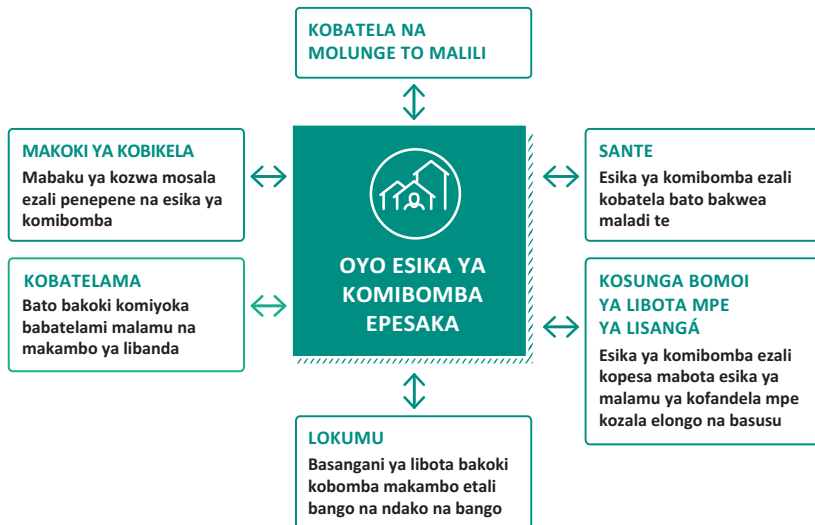 KOBATELA NA
MOLUNGE TO MALILI
MAKOKI YA KOBIKELA
Mabaku ya kozwa mosala
ezali penepene na esika ya
komibomba
KOBATELAMA
Bato bakoki komiyoka
babatelami malamu na
makambo ya libanda
OYO ESIKA YA
KOMIBOMBA
EPESAKA
SANTE
Esika ya komibomba ezali
kobatela bato bakwea
maladi te
KOSUNGA BOMOI
YA LIBOTA MPE
YA LISANGÁ
Esika ya komibomba ezali
kopesa mabota esika ya
malamu ya kofandela mpe
kozala elongo na basusu
LOKUMU
Basangani ya libota bakoki
kobomba makambo etali
bango na ndako na bango